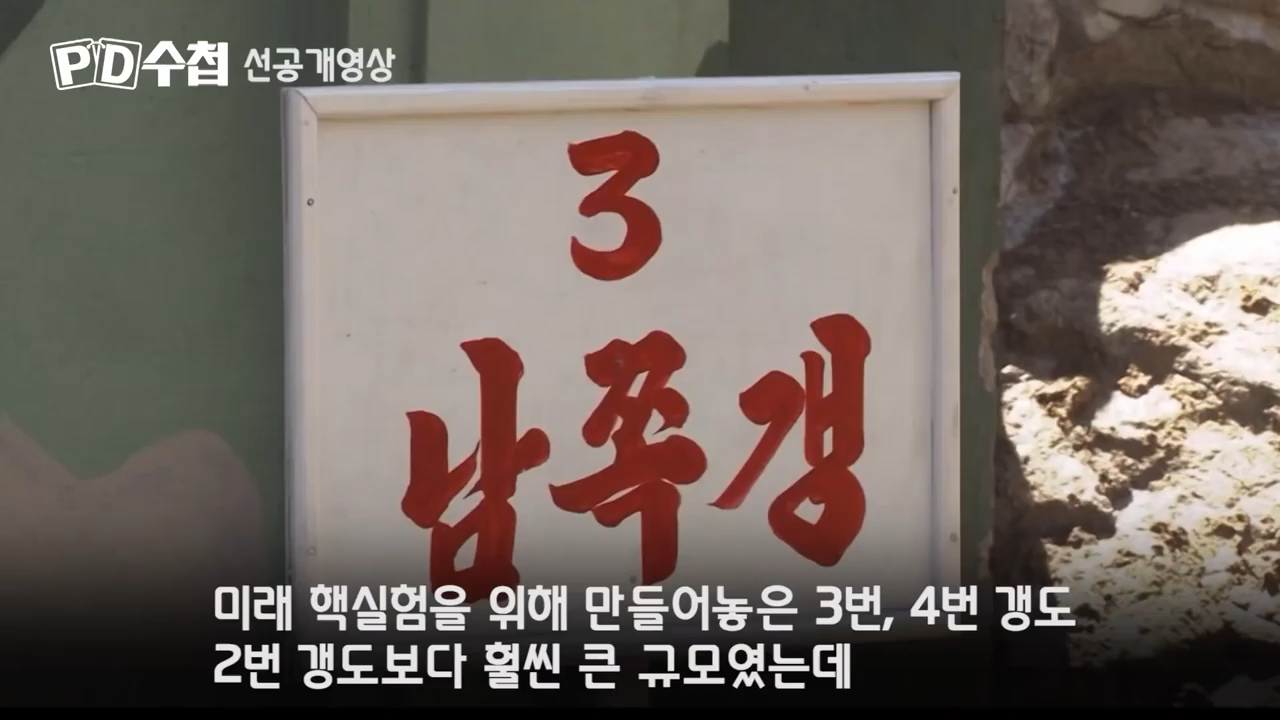 PD수첩 선공개영상
3
남쪽갱
미래 핵실험을 위해 만들어놓은 3번, 4번 갱도
2번 갱도보다 훨씬 큰 규모였는데